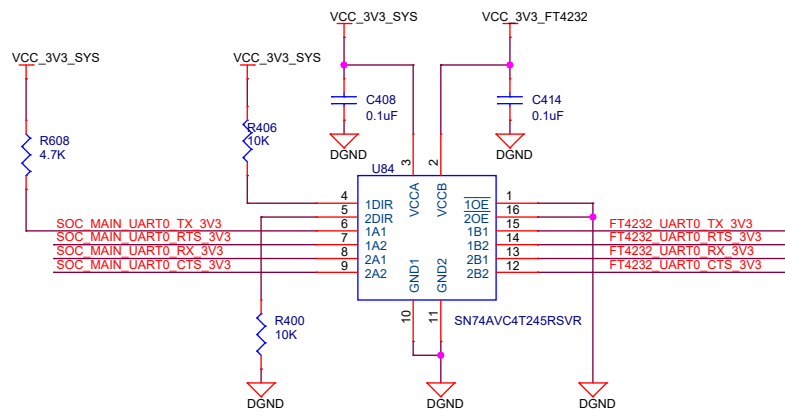 VCC_3V3_SYS
VCC_3V3_FT4232
VCC_3V3_SYS
VCC_3V3_SYS
C408
0.1uF
C414
0.1uF
R608
4.7K
R406
10K
DGND
DGND
U84
3
2
VCCA
VCCB
4
1DIR
1OE
1
5
2DIR
2OE
16
SOC_MAIN_UART0_TX_3V3
6
1A1
1B1
15
FT4232_UART0_TX_3V3
SOC_MAIN_UART0_RTS_3V3
7
1A2
1B2
14
FT4232_UART0_RTS_3V3
SOC_MAIN_UART0_RX_3V3
8
2A1
2B1
13
FT4232_UART0_RX_3V3
SOC_MAIN_UART0_CTS_3V3
9
2A2
2B2
12
FT4232_UART0_CTS_3V3
GND1
GND2
10
11
SN74AVC4T245RSVR
R400
10K
DGND
DGND
DGND